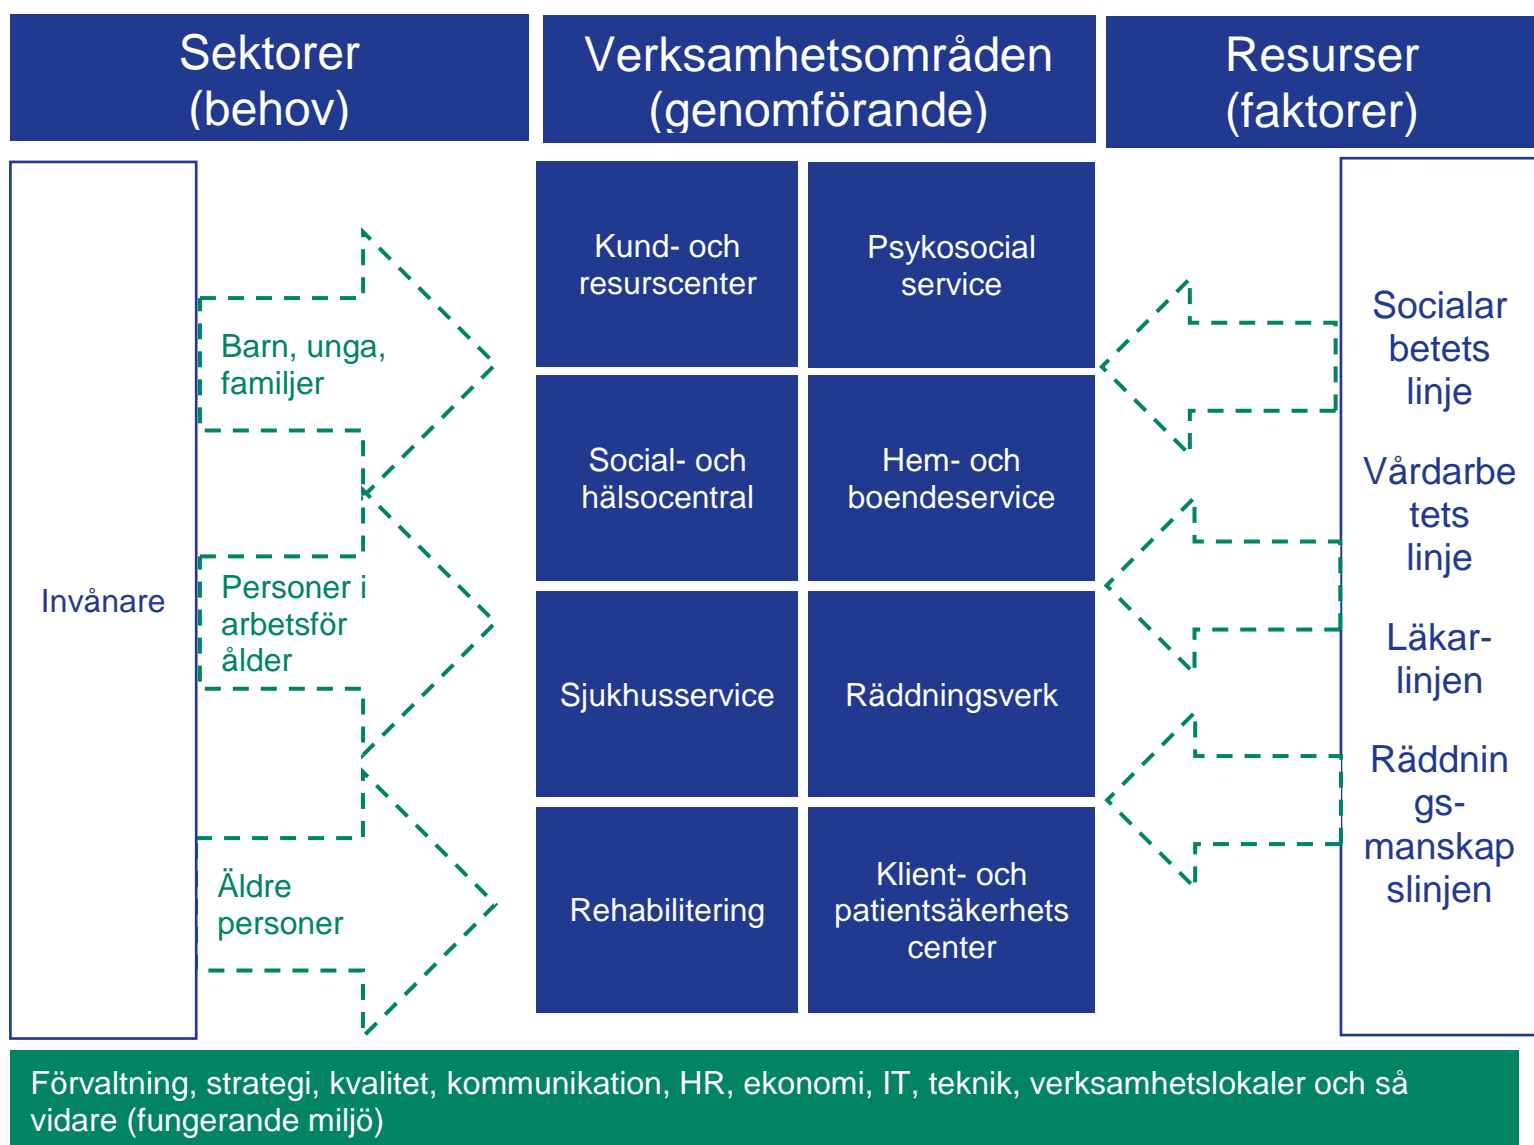 Sektorer
(behov)
Verksamhetsområden
(genomförande)
Resurser
(faktorer)
Invånare
Barn, unga,
familjer
Personer i
arbetsför
ålder
Äldre
personer
Kund- och
resurscenter
Psykosocial
service
Social- och
hälsocentral
Hem- och
boendeservice
Sjukhusservice
Räddningsverk
Rehabilitering
Klient- och
patientsäkerhets
center
Socialar
betets
linje
Vårdarbe
tets
linje
Läkar-
linjen
Räddnin
gs-
manskap
slinjen
Förvaltning, strategi, kvalitet, kommunikation, HR, ekonomi, IT, teknik, verksamhetslokaler och så
vidare (fungerande miljö)